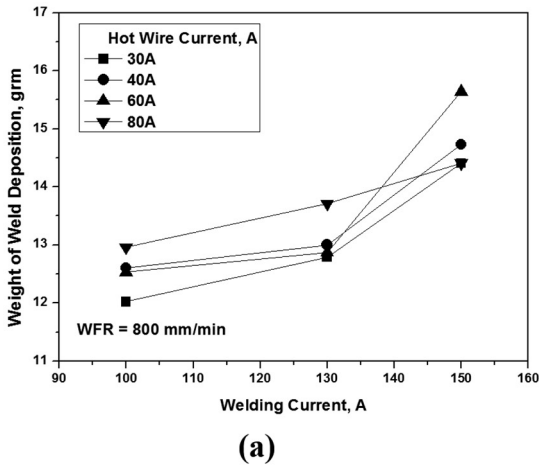 17
16
15
14
13
12
11
Weight of Weld Deposition, grm
Hot Wire Current, A
30A
40A
60A
80A
WFR = 800 mm/min
90 100 110 120 130 140 150 160
Welding Current, A
(a)